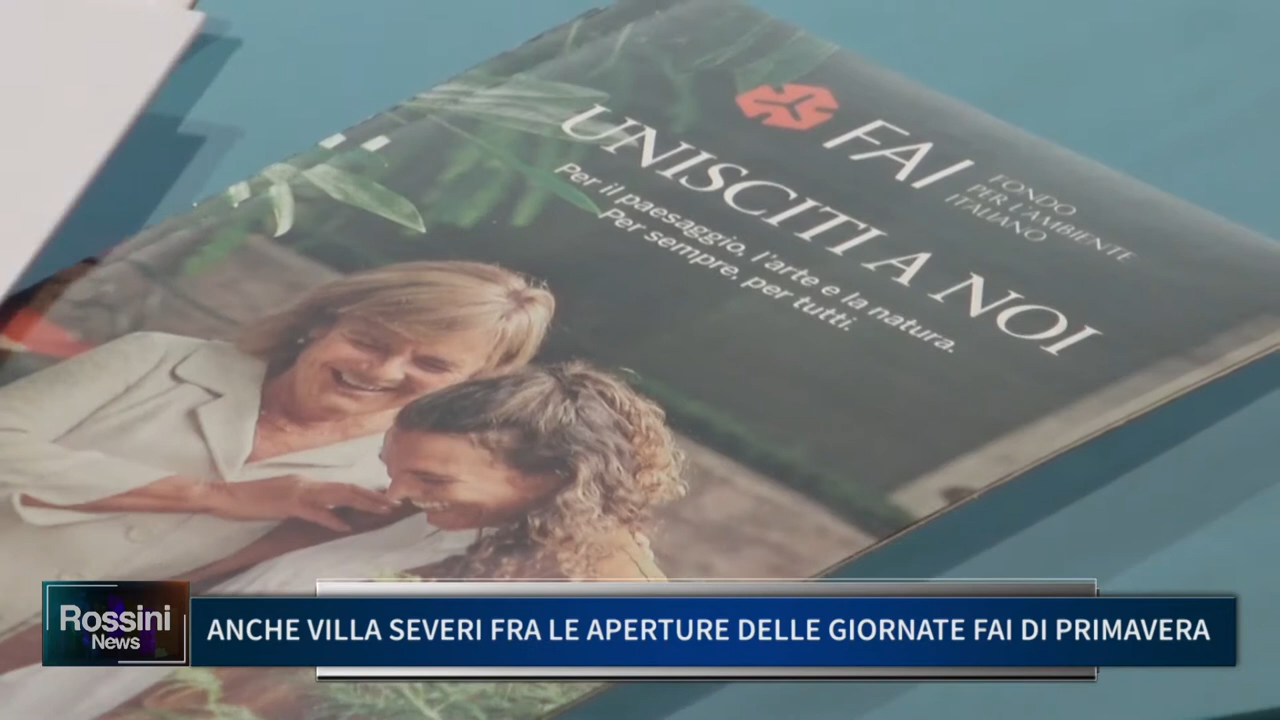 FAI
FONDO
PER L'AMBIENTE
ITALIANO
UNISCITI A NOI
Per il paesaggio, l'arte e la natura.
Per sempre, per tutti.
Rossini
News
ANCHE VILLA SEVERI FRA LE APERTURE DELLE GIORNATE FAI DI PRIMAVERA